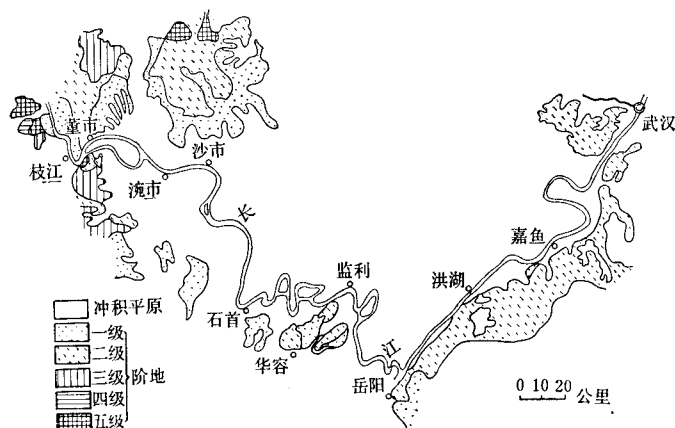 武汉
董市
枝江
沙市
涴市
长
嘉鱼
监利
洪湖
石首
华容
江
岳阳
冲积平原
一级
二级
三级
四级
五级
阶地
0 10 20 公里